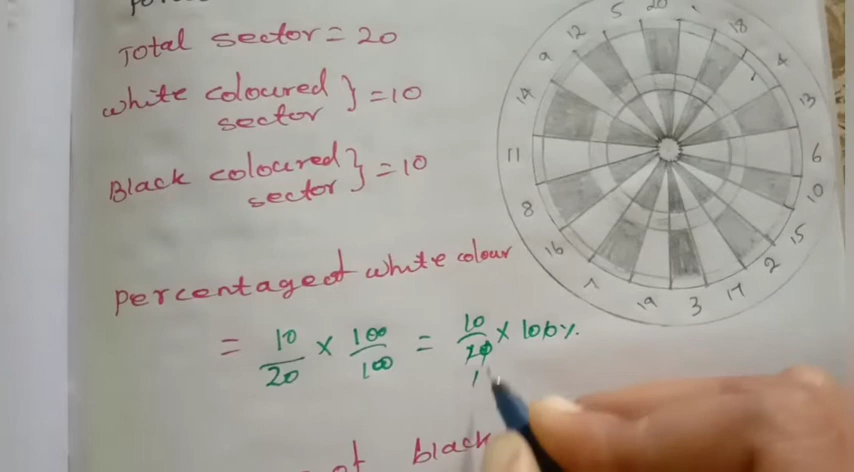 Total sector = 20
white coloured } = 10
sector
Black coloured } = 10
sector
percentage of white colour
= 10/20 × 100/100 = 10/20 × 100%
of black
5 20 18
12 4
9 13
14 6
11 10
8 15
16 2
7 17
19 3